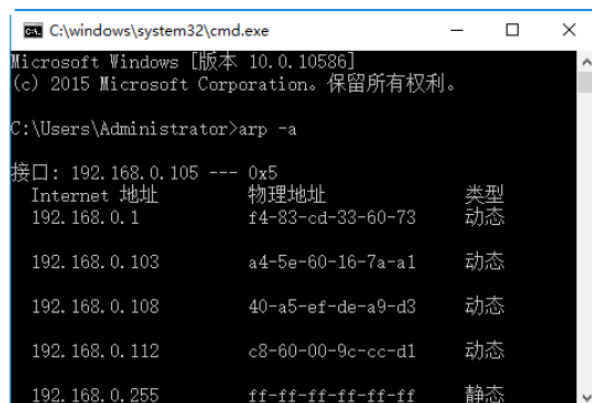 C:\windows\system32\cmd.exe
Microsoft Windows [版本 10.0.10586]
(c) 2015 Microsoft Corporation。保留所有权利。
C:\Users\Administrator>arp -a
接口: 192.168.0.105 --- 0x5
Internet 地址 物理地址 类型
192.168.0.1 f4-83-cd-33-60-73 动态
192.168.0.103 a4-5e-60-16-7a-a1 动态
192.168.0.108 40-a5-ef-de-a9-d3 动态
192.168.0.112 c8-60-00-9c-cc-d1 动态
192.168.0.255 ff-ff-ff-ff-ff-ff 静态